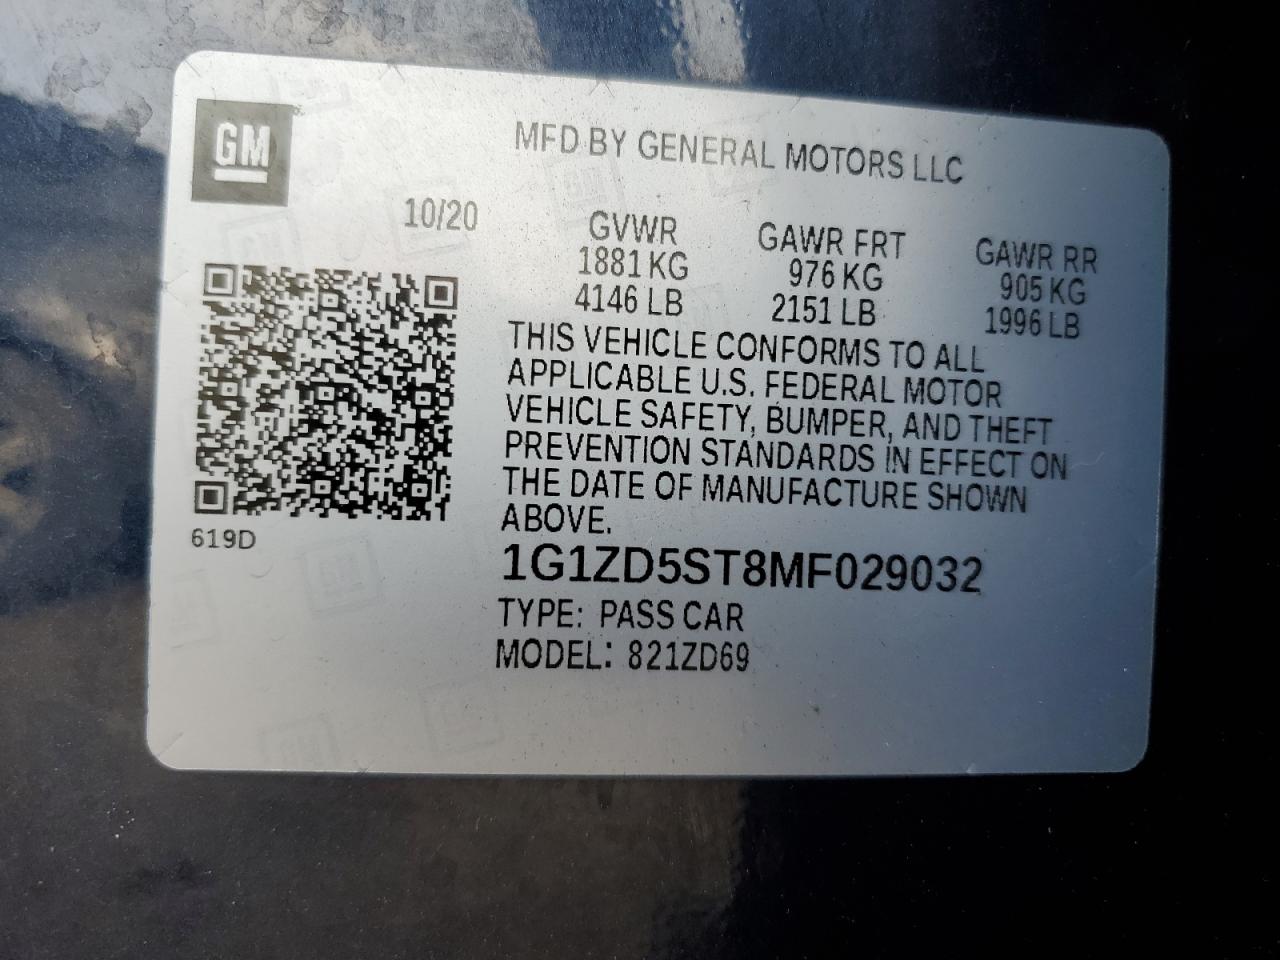 GM
MFD BY GENERAL MOTORS LLC
10/20
GVWR GAWR FRT GAWR RR
1881 KG 976 KG 905 KG
4146 LB 2151 LB 1996 LB
THIS VEHICLE CONFORMS TO ALL
APPLICABLE U.S. FEDERAL MOTOR
VEHICLE SAFETY, BUMPER, AND THEFT
PREVENTION STANDARDS IN EFFECT ON
THE DATE OF MANUFACTURE SHOWN
ABOVE.
619D
1G1ZD5ST8MF029032
TYPE: PASS CAR
MODEL: 821ZD69